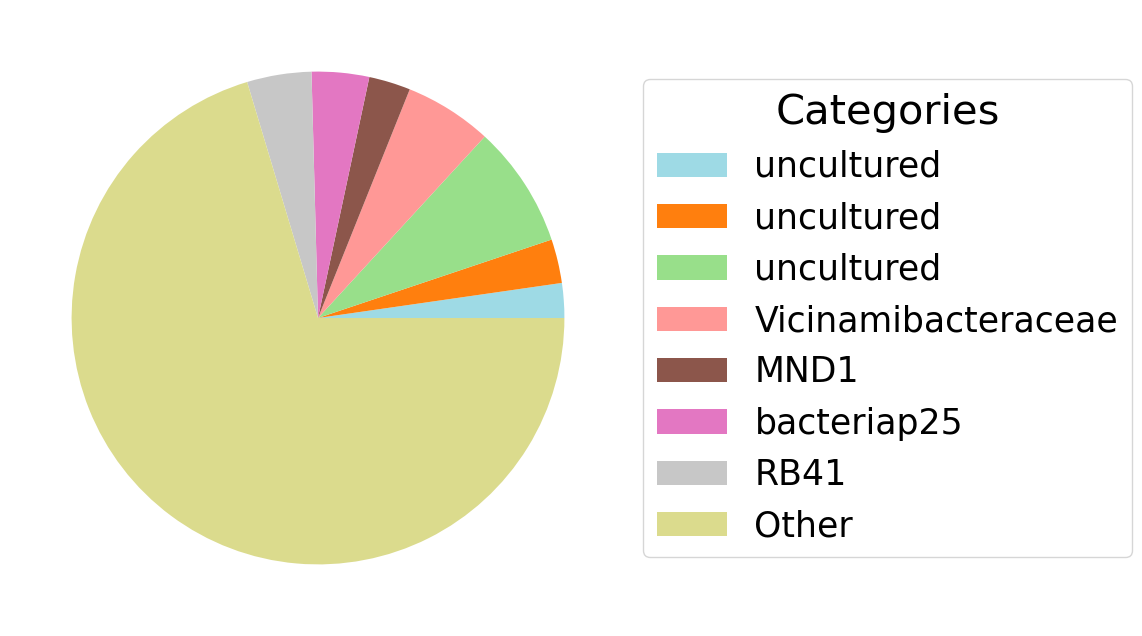 Categories
uncultured
uncultured
uncultured
Vicinamibacteraceae
MND1
bacteriap25
RB41
Other